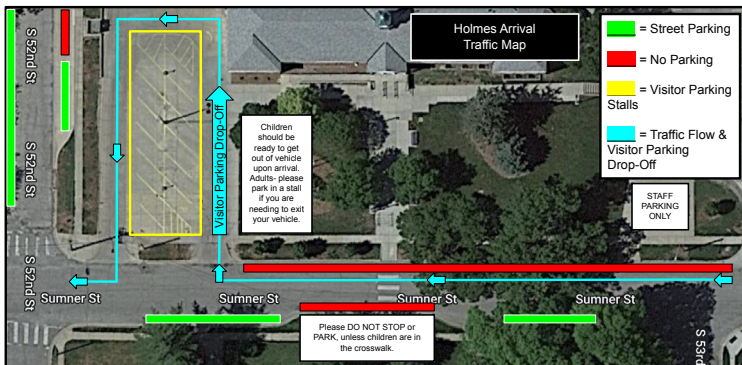 Holmes Arrival
Traffic Map
= Street Parking
= No Parking
= Visitor Parking
Stalls
= Traffic Flow &
Visitor Parking
Drop-Off
S 52nd St
S 52nd St
S 52nd St
S 52nd St
Visitor Parking Drop-Off
Children
should be
ready to get
out of vehicle
upon arrival.
Adults- please
park in a stall
if you are
needing to exit
your vehicle.
STAFF
PARKING
ONLY
Sumner St
Sumner St
Sumner St
Sumner St
Please DO NOT STOP or
PARK, unless children are in
the crosswalk.
S 53rd